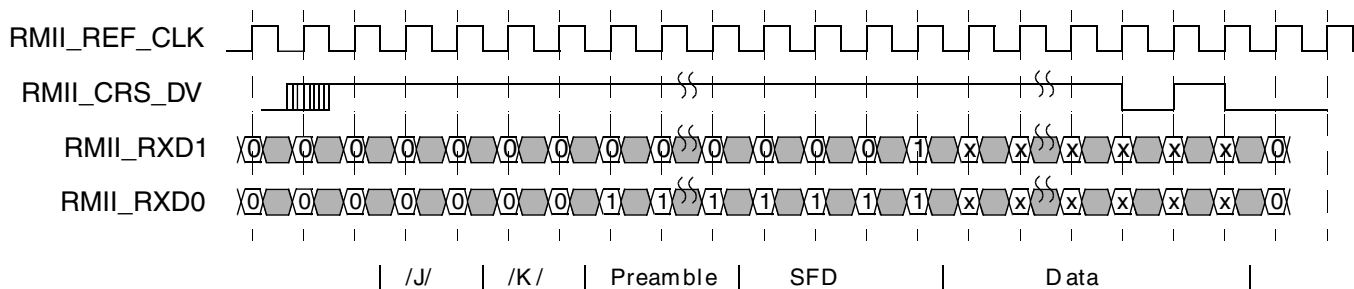 RMII_REF_CLK
RMII_CRS_DV
RMII_RXD1 0 0 0 0 0 0 0 0 0 0 0 0 0 1 x x x x x x 0
RMII_RXD0 0 0 0 0 0 0 0 1 1 1 1 1 1 1 x x x x x x 0
/J/ /K/ Preamble SFD Data